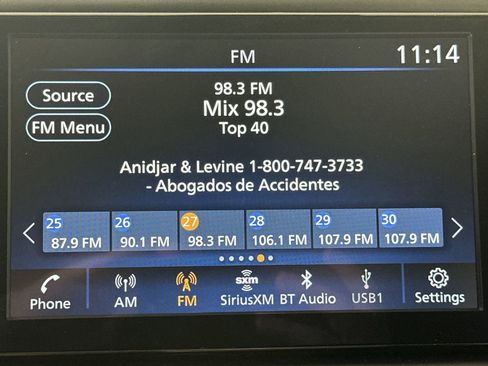 FM
11:14
Source
FM Menu
98.3 FM
Mix 98.3
Top 40
Anidjar & Levine 1-800-747-3733
- Abogados de Accidentes
25 26 27 28 29 30
87.9 FM 90.1 FM 98.3 FM 106.1 FM 107.9 FM 107.9 FM
Phone AM FM sxm SiriusXM BT Audio USB1 Settings